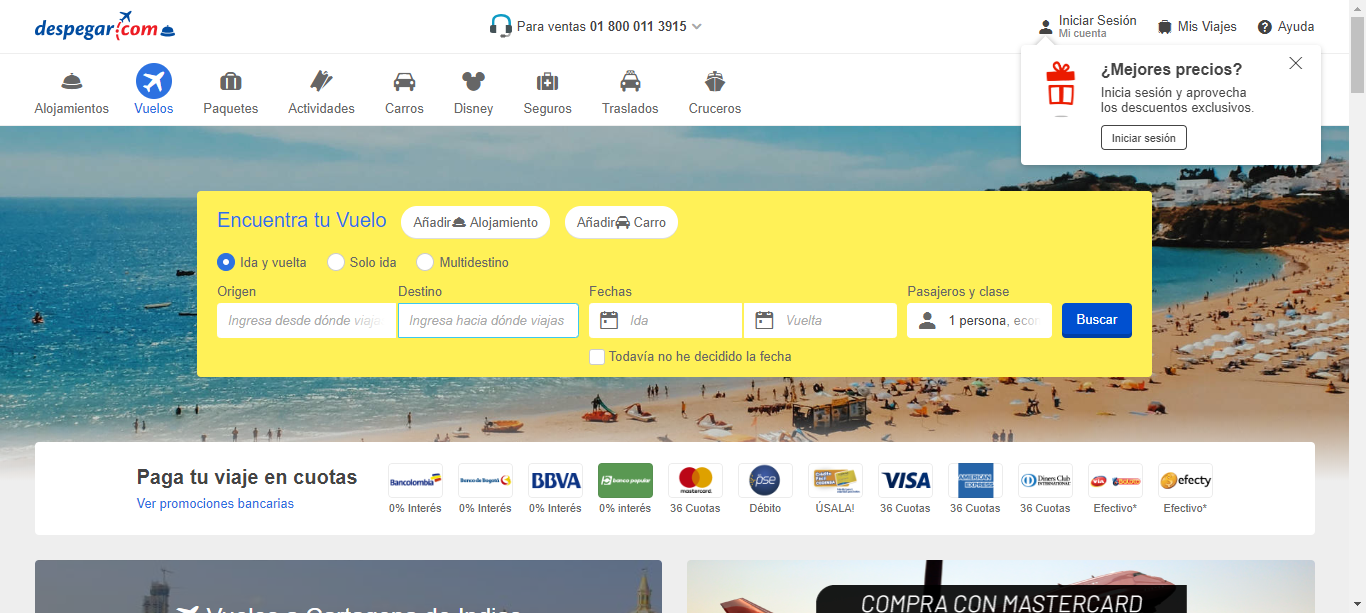 despegar.com
Para ventas 01 800 011 3915
Iniciar Sesión
Mi cuenta
Mis Viajes
Ayuda
¿Mejores precios?
Inicia sesión y aprovecha
los descuentos exclusivos.
Iniciar sesión
Alojamientos
Vuelos
Paquetes
Actividades
Carros
Disney
Seguros
Traslados
Cruceros
Encuentra tu Vuelo
Añadir Alojamiento
Añadir Carro
Ida y vuelta
Solo ida
Multidestino
Origen
Destino
Fechas
Pasajeros y clase
Ingresa desde dónde viaja
Ingresa hacia dónde viajas
Ida
Vuelta
1 persona, econ
Buscar
Todavía no he decidido la fecha
Paga tu viaje en cuotas
Ver promociones bancarias
Bancolombia
Banco de Bogotá
BBVA
banco popular
mastercard
pse
VISA
AMERICAN EXPRESS
Diners Club
INTERNATIONAL
via
BALOTO
efecty
0% Interés
0% Interés
0% Interés
0% interés
36 Cuotas
Débito
ÚSALA!
36 Cuotas
36 Cuotas
36 Cuotas
Efectivo*
Efectivo*
Vuelos a Cartagena de Indias
COMPRA CON MASTERCARD